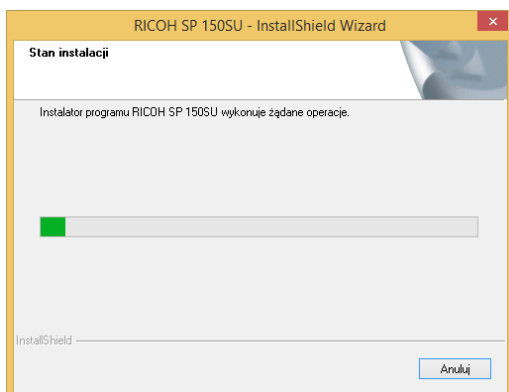 RICOH SP 150SU - InstallShield Wizard
Stan instalacji
Instalator programu RICOH SP 150SU wykonuje żądane operacje.
InstallShield
Anuluj